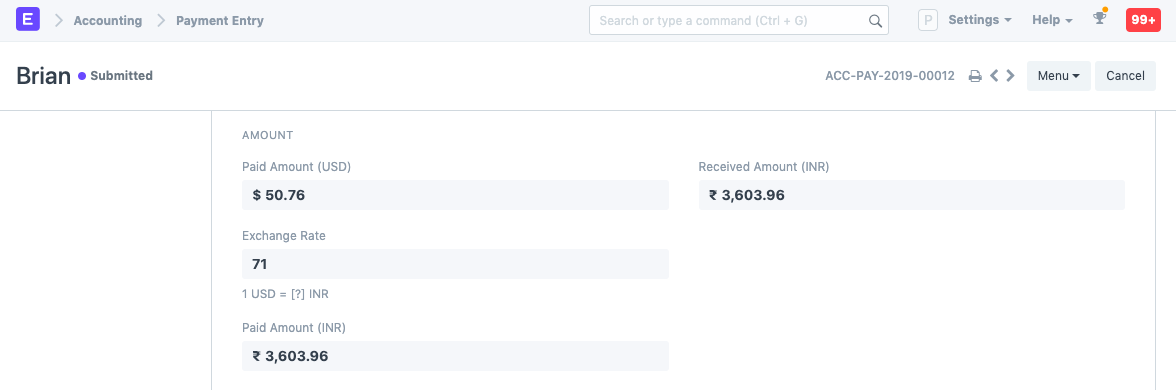 E Accounting Payment Entry Search or type a command (Ctrl + G) P Settings Help 99+
Brian Submitted ACC-PAY-2019-00012 Menu Cancel
AMOUNT
Paid Amount (USD) Received Amount (INR)
$ 50.76 ₹ 3,603.96
Exchange Rate
71
1 USD = [?] INR
Paid Amount (INR)
₹ 3,603.96